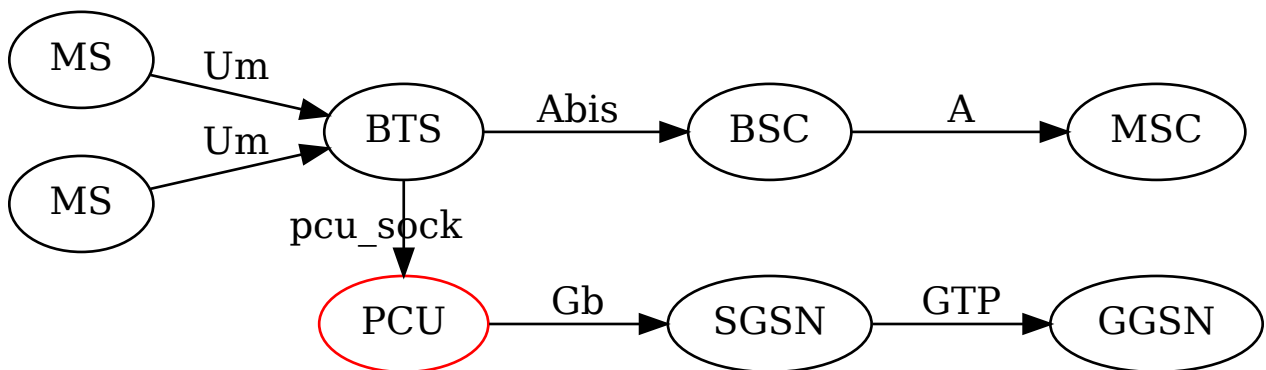 MS
Um
BTS
Abis
BSC
A
MSC
Um
MS
pcu_sock
PCU
Gb
SGSN
GTP
GGSN